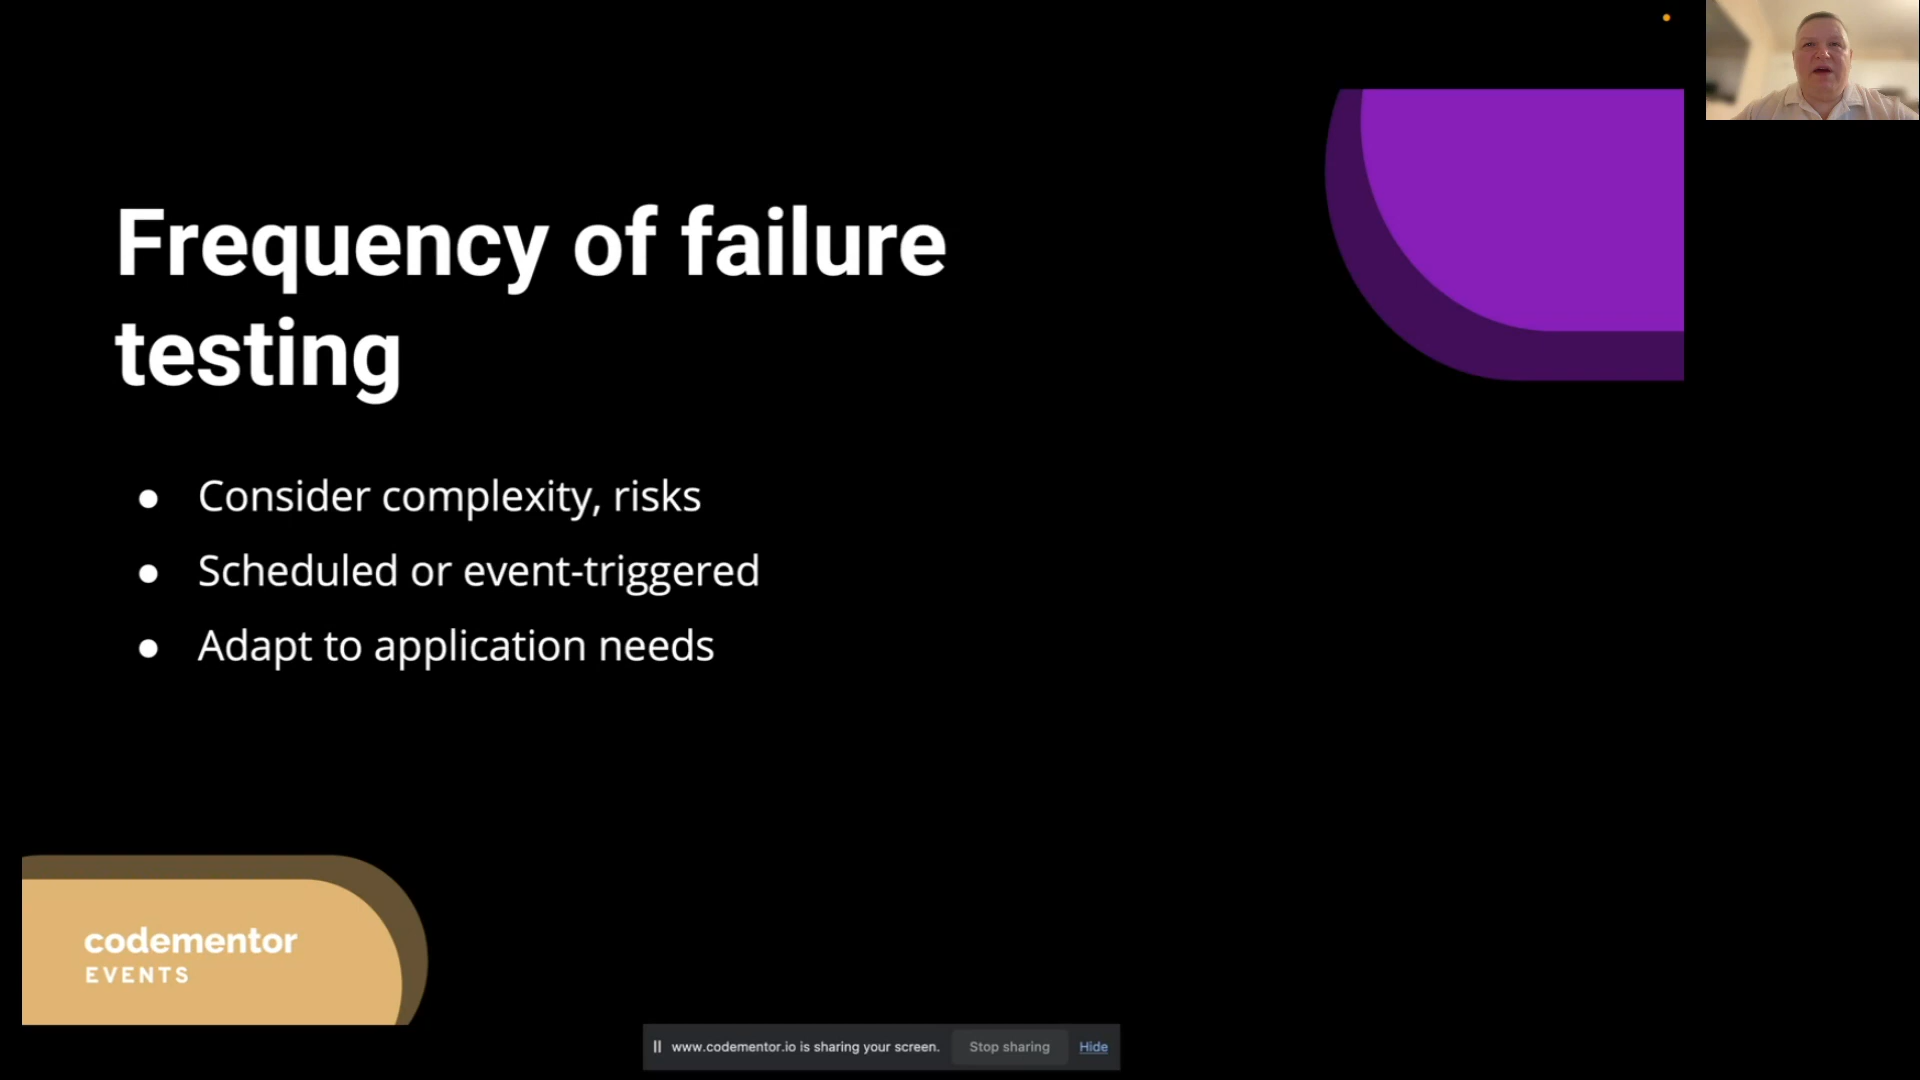 Frequency of failure
testing
● Consider complexity, risks
● Scheduled or event-triggered
● Adapt to application needs
codementor
EVENTS
www.codementor.io is sharing your screen. Stop sharing Hide